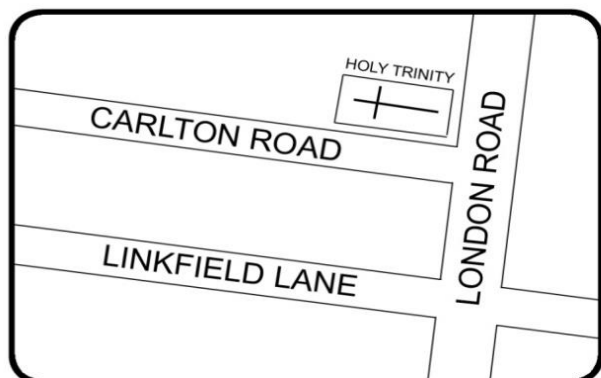 HOLY TRINITY
CARLTON ROAD
LONDON ROAD
LINKFIELD LANE